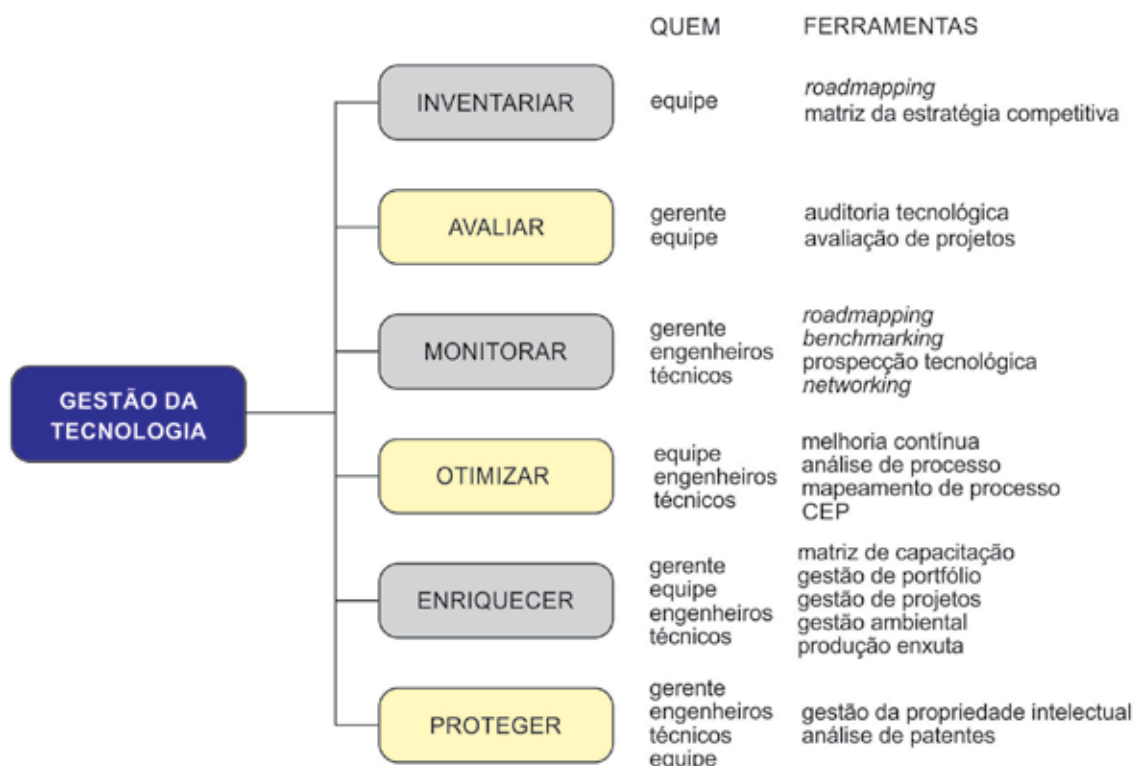 QUEM FERRAMENTAS
INVENTARIAR
equipe
roadmapping
matriz da estratégia competitiva
AVALIAR
gerente
equipe
auditoria tecnológica
avaliação de projetos
GESTÃO DA
TECNOLOGIA
MONITORAR
gerente
engenheiros
técnicos
roadmapping
benchmarking
prospecção tecnológica
networking
OTIMIZAR
equipe
engenheiros
técnicos
melhoria contínua
análise de processo
mapeamento de processo
CEP
ENRIQUECER
gerente
equipe
engenheiros
técnicos
matriz de capacitação
gestão de portfólio
gestão de projetos
gestão ambiental
produção enxuta
PROTEGER
gerente
engenheiros
técnicos
equipe
gestão da propriedade intelectual
análise de patentes